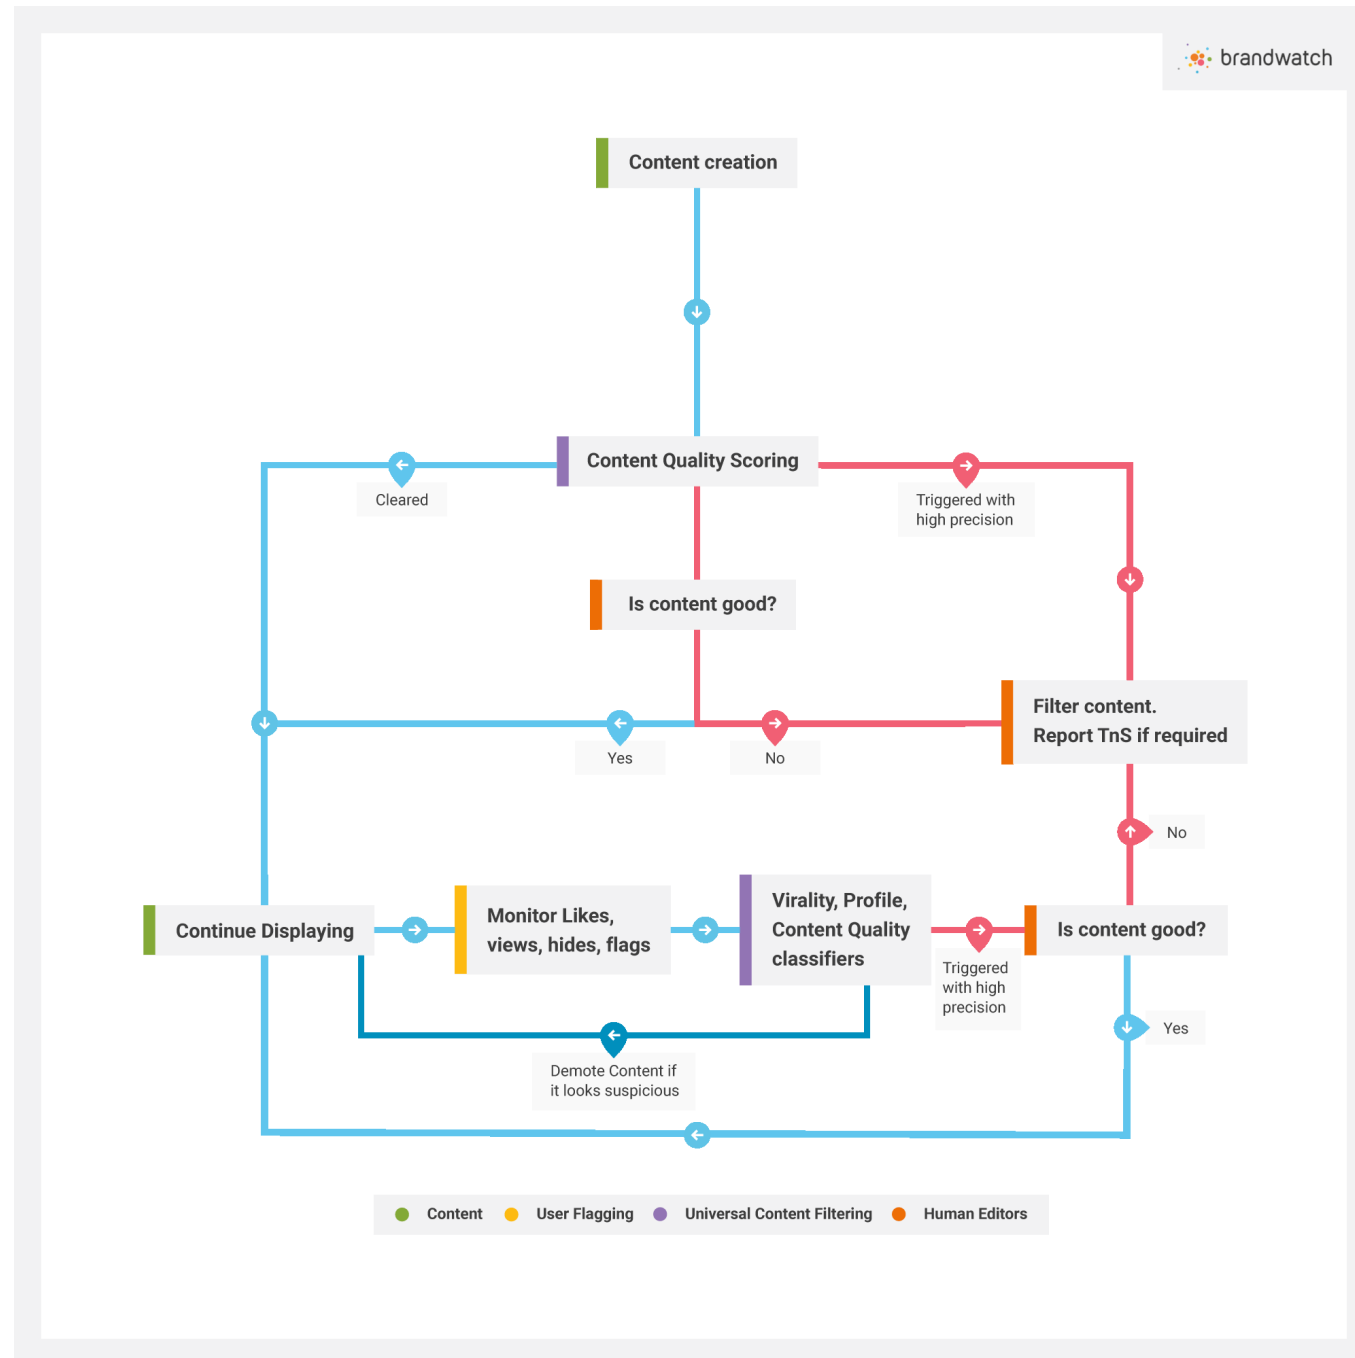 brandwatch
Content creation
Content Quality Scoring
Cleared
Triggered with
high precision
Is content good?
Filter content.
Report TnS if required
Yes
No
No
Continue Displaying
Monitor Likes,
views, hides, flags
Virality, Profile,
Content Quality
classifiers
Is content good?
Triggered
with high
precision
Yes
Demote Content if
it looks suspicious
Content
User Flagging
Universal Content Filtering
Human Editors